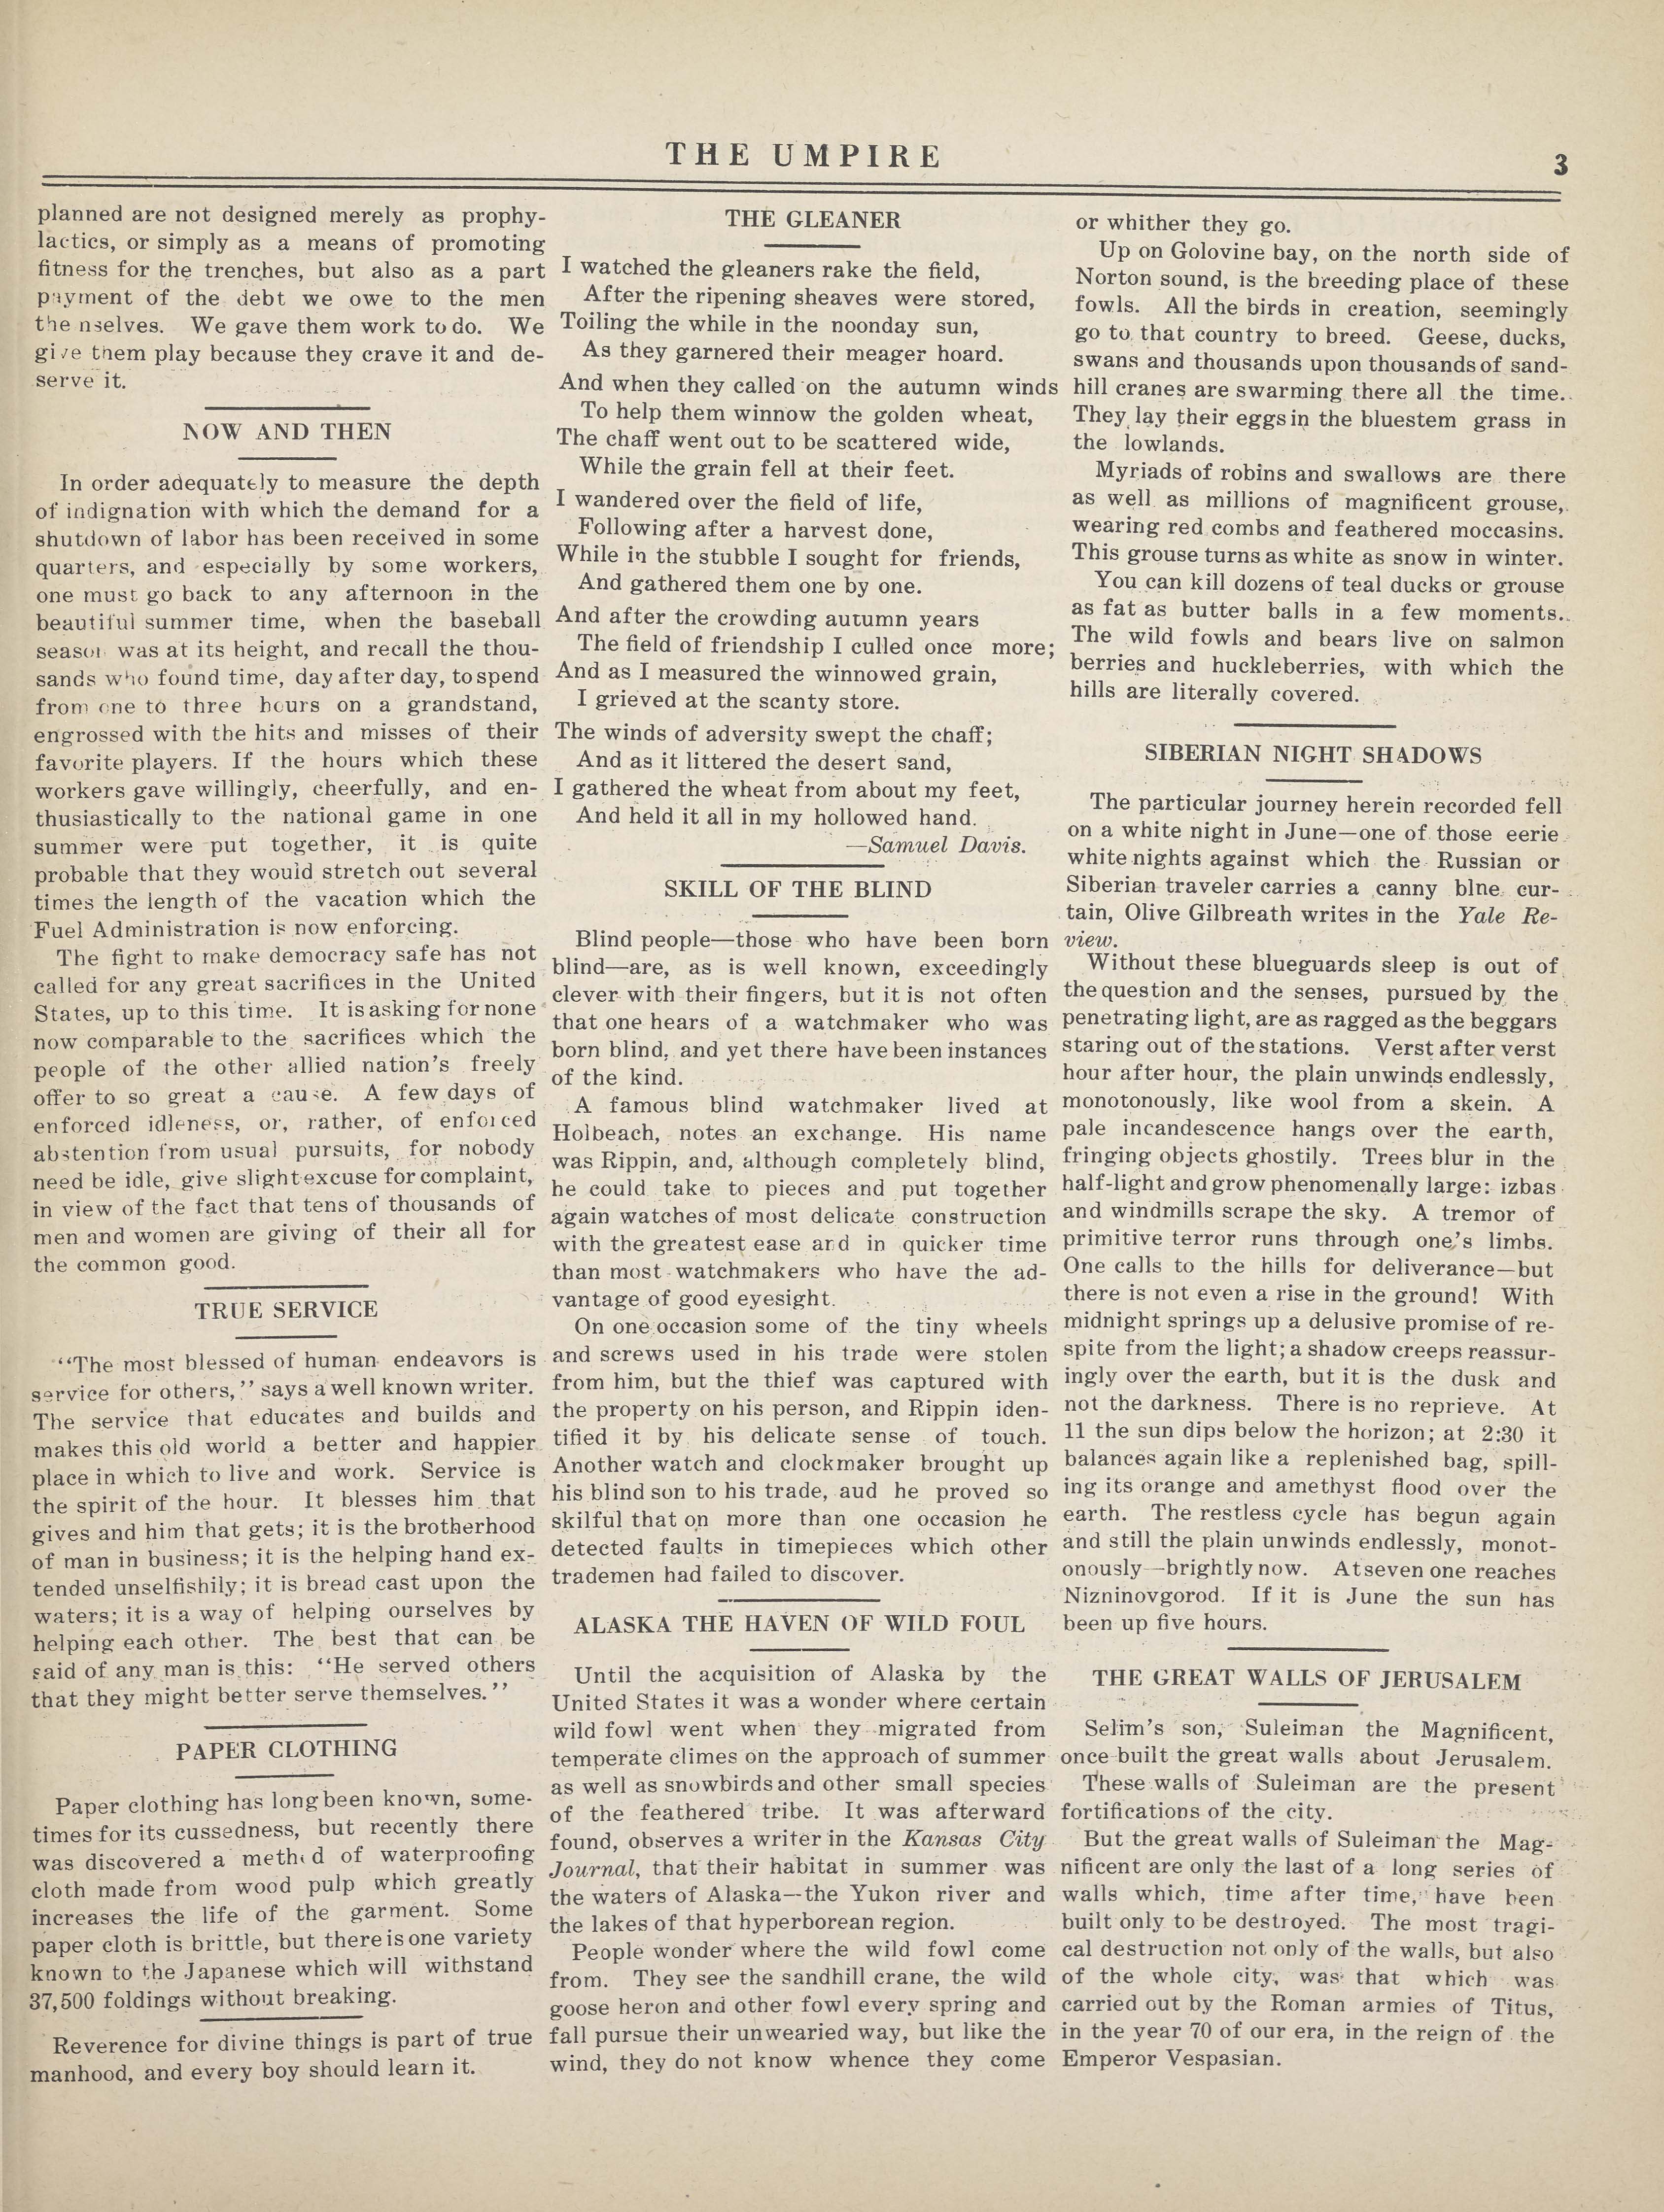 THE UMPIRE
3
planned are not designed merely as prophy-
lactics, or simply as a means of promoting
fitness for the trenches, but also as a part
payment of the debt we owe to the men
the nselves. We gave them work to do. We
give them play because they crave it and de-
serve it.
NOW AND THEN
In order adequately to measure the depth
of indignation with which the demand for a
shutdown of labor has been received in some
quarters, and especially by some workers,
one must go back to any afternoon in the
beautiful summer time, when the baseball
season was at its height, and recall the thou-
sands who found time, day after day, to spend
from one to three hours on a grandstand,
engrossed with the hits and misses of their
favorite players. If the hours which these
workers gave willingly, cheerfully, and en-
thusiastically to the national game in one
summer were put together, it is quite
probable that they would stretch out several
times the length of the vacation which the
Fuel Administration is now enforcing.
The fight to make democracy safe has not
called for any great sacrifices in the United
States, up to this time. It is asking for none
now comparable to the sacrifices which the
people of the other allied nation's freely
offer to so great a cause. A few days of
enforced idleness, or, rather, of enforced
abstention from usual pursuits, for nobody
need be idle, give slight excuse for complaint,
in view of the fact that tens of thousands of
men and women are giving of their all for
the common good.
TRUE SERVICE
"The most blessed of human endeavors is
service for others," says a well known writer.
The service that educates and builds and
makes this old world a better and happier
place in which to live and work. Service is
the spirit of the hour. It blesses him that
gives and him that gets; it is the brotherhood
of man in business; it is the helping hand ex-
tended unselfishily; it is bread cast upon the
waters; it is a way of helping ourselves by
helping each other. The best that can be
said of any man is this: "He served others
that they might better serve themselves."
PAPER CLOTHING
Paper clothing has long been known, some-
times for its cussedness, but recently there
was discovered a method of waterproofing
cloth made from wood pulp which greatly
increases the life of the garment. Some
paper cloth is brittle, but there is one variety
known to the Japanese which will withstand
37,500 foldings without breaking.
Reverence for divine things is part of true
manhood, and every boy should learn it.
THE GLEANER
I watched the gleaners rake the field,
After the ripening sheaves were stored,
Toiling the while in the noonday sun,
As they garnered their meager hoard.
And when they called on the autumn winds
To help them winnow the golden wheat,
The chaff went out to be scattered wide,
While the grain fell at their feet.
I wandered over the field of life,
Following after a harvest done,
While in the stubble I sought for friends,
And gathered them one by one.
And after the crowding autumn years
The field of friendship I culled once more;
And as I measured the winnowed grain,
I grieved at the scanty store.
The winds of adversity swept the chaff;
And as it littered the desert sand,
I gathered the wheat from about my feet,
And held it all in my hollowed hand.
—Samuel Davis.
SKILL OF THE BLIND
Blind people—those who have been born
blind—are, as is well known, exceedingly
clever with their fingers, but it is not often
that one hears of a watchmaker who was
born blind, and yet there have been instances
of the kind.
A famous blind watchmaker lived at
Holbeach, notes an exchange. His name
was Rippin, and, although completely blind,
he could take to pieces and put together
again watches of most delicate construction
with the greatest ease and in quicker time
than most watchmakers who have the ad-
vantage of good eyesight.
On one occasion some of the tiny wheels
and screws used in his trade were stolen
from him, but the thief was captured with
the property on his person, and Rippin iden-
tified it by his delicate sense of touch.
Another watch and clockmaker brought up
his blind son to his trade, aud he proved so
skilful that on more than one occasion he
detected faults in timepieces which other
trademen had failed to discover.
ALASKA THE HAVEN OF WILD FOUL
Until the acquisition of Alaska by the
United States it was a wonder where certain
wild fowl went when they migrated from
temperate climes on the approach of summer
as well as snowbirds and other small species
of the feathered tribe. It was afterward
found, observes a writer in the Kansas City
Journal, that their habitat in summer was
the waters of Alaska—the Yukon river and
the lakes of that hyperborean region.
People wonder where the wild fowl come
from. They see the sandhill crane, the wild
goose heron and other fowl every spring and
fall pursue their unwearied way, but like the
wind, they do not know whence they come
or whither they go.
Up on Golovine bay, on the north side of
Norton sound, is the breeding place of these
fowls. All the birds in creation, seemingly
go to that country to breed. Geese, ducks,
swans and thousands upon thousands of sand-
hill cranes are swarming there all the time.
They lay their eggs in the bluestem grass in
the lowlands.
Myriads of robins and swallows are there
as well as millions of magnificent grouse,
wearing red combs and feathered moccasins.
This grouse turns as white as snow in winter.
You can kill dozens of teal ducks or grouse
as fat as butter balls in a few moments.
The wild fowls and bears live on salmon
berries and huckleberries, with which the
hills are literally covered.
SIBERIAN NIGHT SHADOWS
The particular journey herein recorded fell
on a white night in June—one of those eerie
white nights against which the Russian or
Siberian traveler carries a canny blne cur-
tain, Olive Gilbreath writes in the Yale Re-
view.
Without these blueguards sleep is out of
the question and the senses, pursued by the
penetrating light, are as ragged as the beggars
staring out of the stations. Verst after verst
hour after hour, the plain unwinds endlessly,
monotonously, like wool from a skein. A
pale incandescence hangs over the earth,
fringing objects ghostily. Trees blur in the
half-light and grow phenomenally large: izbas
and windmills scrape the sky. A tremor of
primitive terror runs through one's limbs.
One calls to the hills for deliverance—but
there is not even a rise in the ground! With
midnight springs up a delusive promise of re-
spite from the light; a shadow creeps reassur-
ingly over the earth, but it is the dusk and
not the darkness. There is no reprieve. At
11 the sun dips below the horizon; at 2:30 it
balances again like a replenished bag, spill-
ing its orange and amethyst flood over the
earth. The restless cycle has begun again
and still the plain unwinds endlessly, monot-
onously—brightly now. At seven one reaches
Nizninovgorod. If it is June the sun has
been up five hours.
THE GREAT WALLS OF JERUSALEM
Selim's son, Suleiman the Magnificent,
once built the great walls about Jerusalem.
These walls of Suleiman are the present
fortifications of the city.
But the great walls of Suleiman the Mag-
nificent are only the last of a long series of
walls which, time after time, have been
built only to be destroyed. The most tragi-
cal destruction not only of the walls, but also
of the whole city, was that which was
carried out by the Roman armies of Titus,
in the year 70 of our era, in the reign of the
Emperor Vespasian.